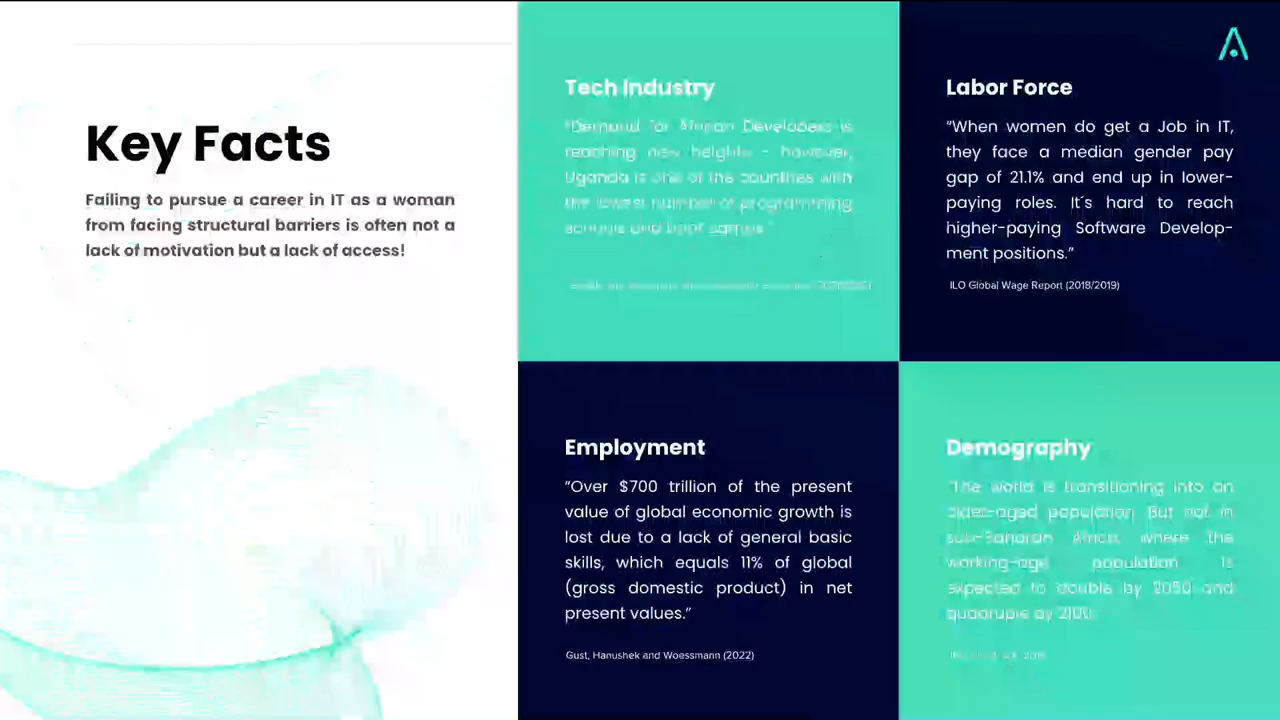 Key Facts
Failing to pursue a career in IT as a woman
from facing structural barriers is often not a
lack of motivation but a lack of access!
Tech Industry
"Demand for African Developers is
reaching new heights - however,
Uganda is one of the countries with
the lowest number of programming
schools and boot camps."
Labor Force
"When women do get a Job in IT,
they face a median gender pay
gap of 21.1% and end up in lower-
paying roles. It´s hard to reach
higher-paying Software Develop-
ment positions."
ILO Global Wage Report (2018/2019)
Employment
"Over $700 trillion of the present
value of global economic growth is
lost due to a lack of general basic
skills, which equals 11% of global
(gross domestic product) in net
present values."
Gust, Hanushek and Woessmann (2022)
Demography
"The world is transitioning into an
older-aged population. But not in
sub-Saharan Africa, where the
working-age population is
expected to double by 2050 and
quadruple by 2100.